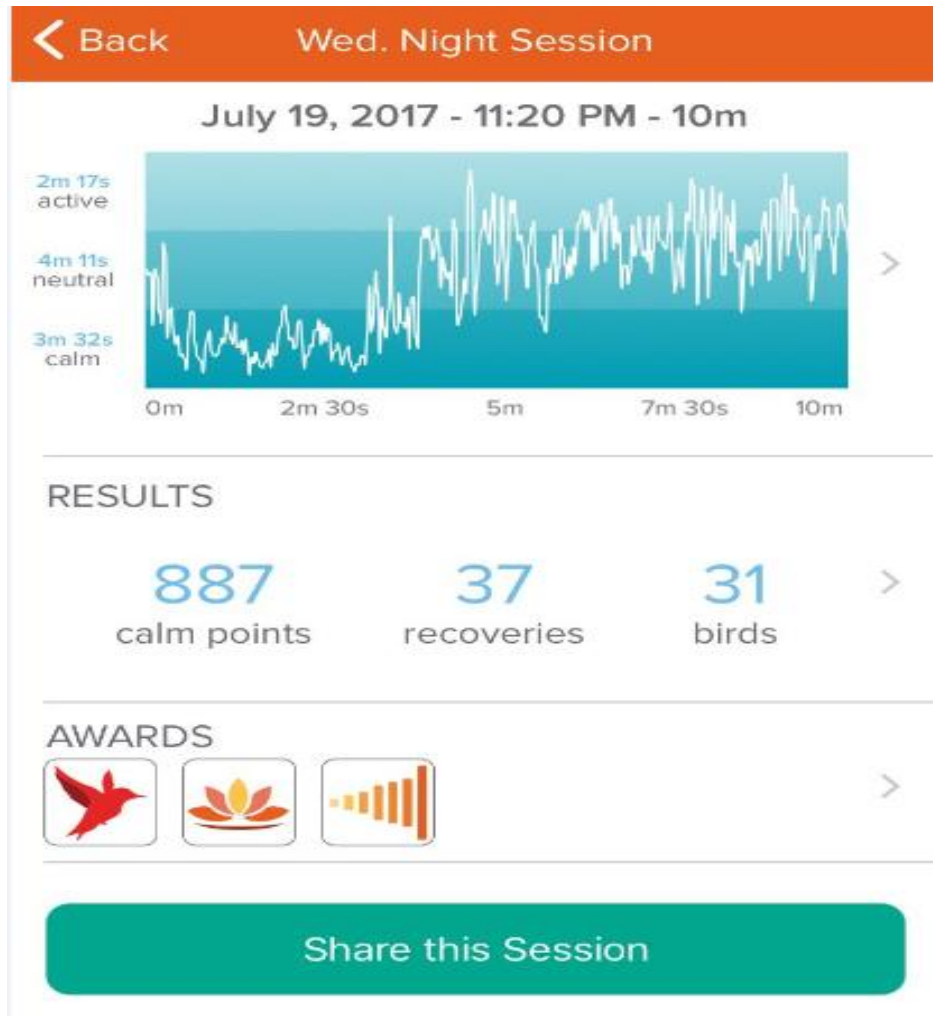 Back Wed. Night Session
July 19, 2017 - 11:20 PM - 10m
2m 17s
active
4m 11s
neutral
3m 32s
calm
0m 2m 30s 5m 7m 30s 10m
RESULTS
887 37 31
calm points recoveries birds
AWARDS
Share this Session